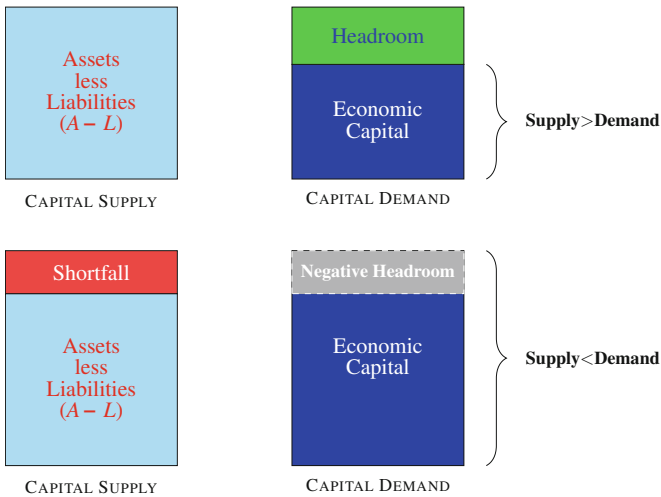 Assets
less
Liabilities
(A − L)
Headroom
Economic
Capital
Supply>Demand
CAPITAL SUPPLY
CAPITAL DEMAND
Shortfall
Negative Headroom
Assets
less
Liabilities
(A − L)
Economic
Capital
Supply<Demand
CAPITAL SUPPLY
CAPITAL DEMAND